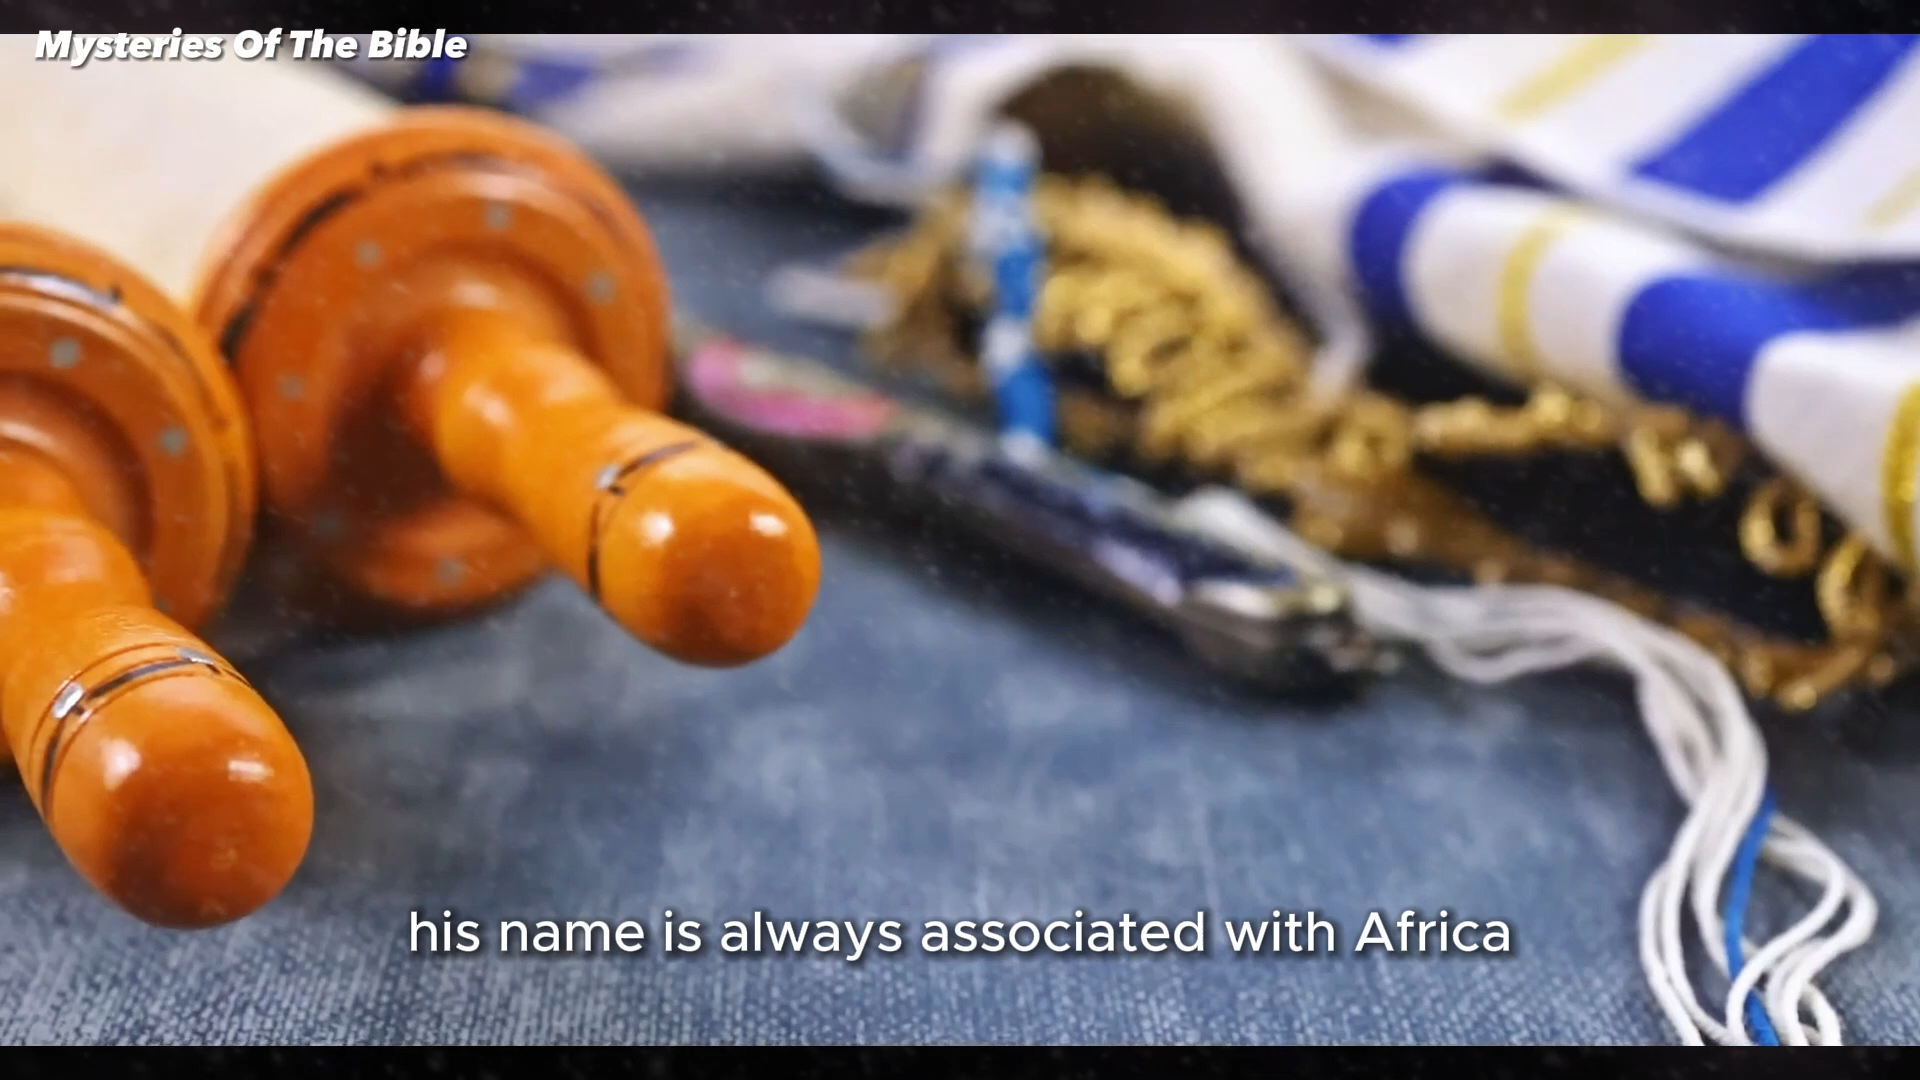 Mysteries Of The Bible
his name is always associated with Africa